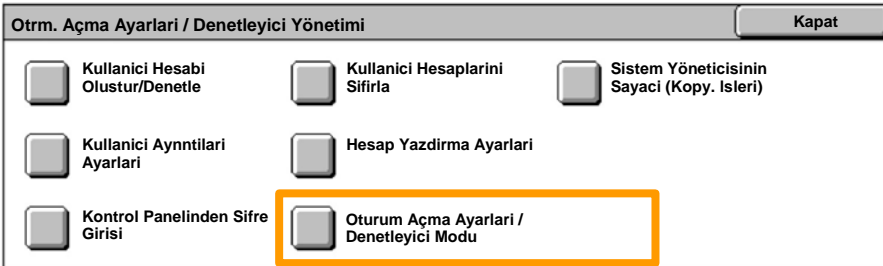 Otrm. Açma Ayarlari / Denetleyici Yönetimi
Kapat
Kullanici Hesabi
Olustur/Denetle
Kullanici Hesaplarini
Sifirla
Sistem Yöneticisinin
Sayaci (Kopy. Isleri)
Kullanici Aynntilari
Ayarlari
Hesap Yazdirma Ayarlari
Kontrol Panelinden Sifre
Girisi
Oturum Açma Ayarlari /
Denetleyici Modu